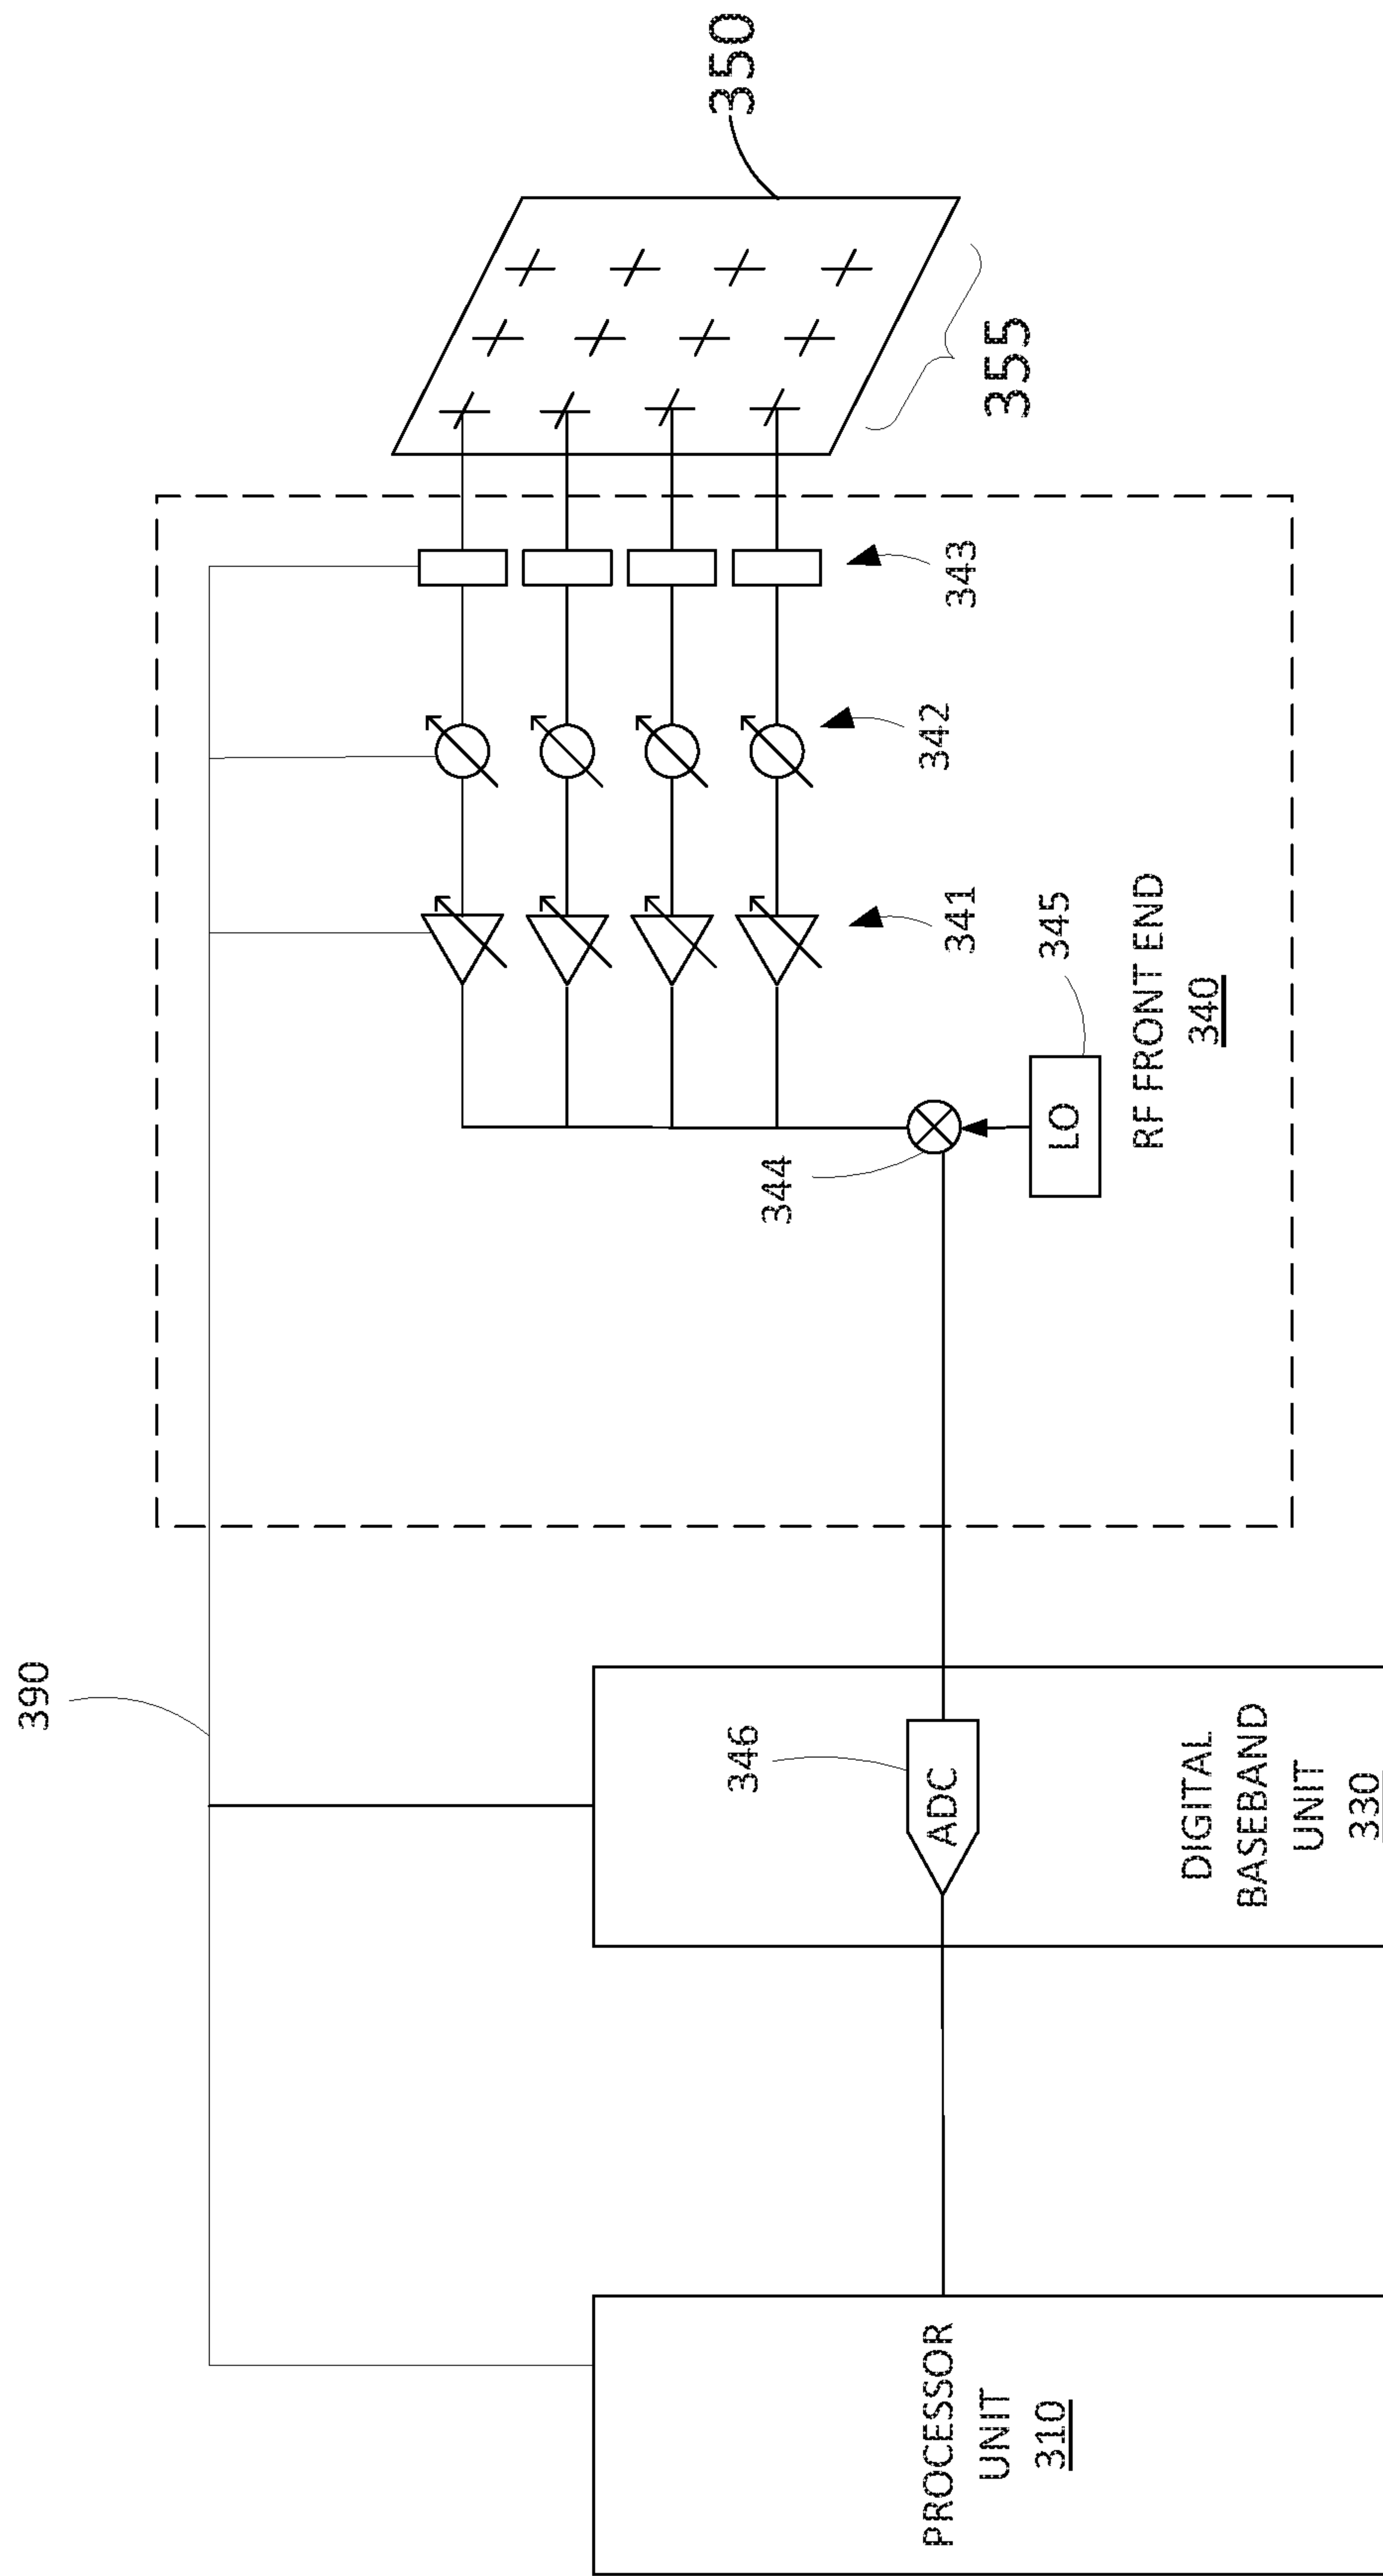 390
PROCESSOR
UNIT
310
346
ADC
DIGITAL
BASEBAND
UNIT
330
344
LO
345
RF FRONT END
340
341
342
343
350
355